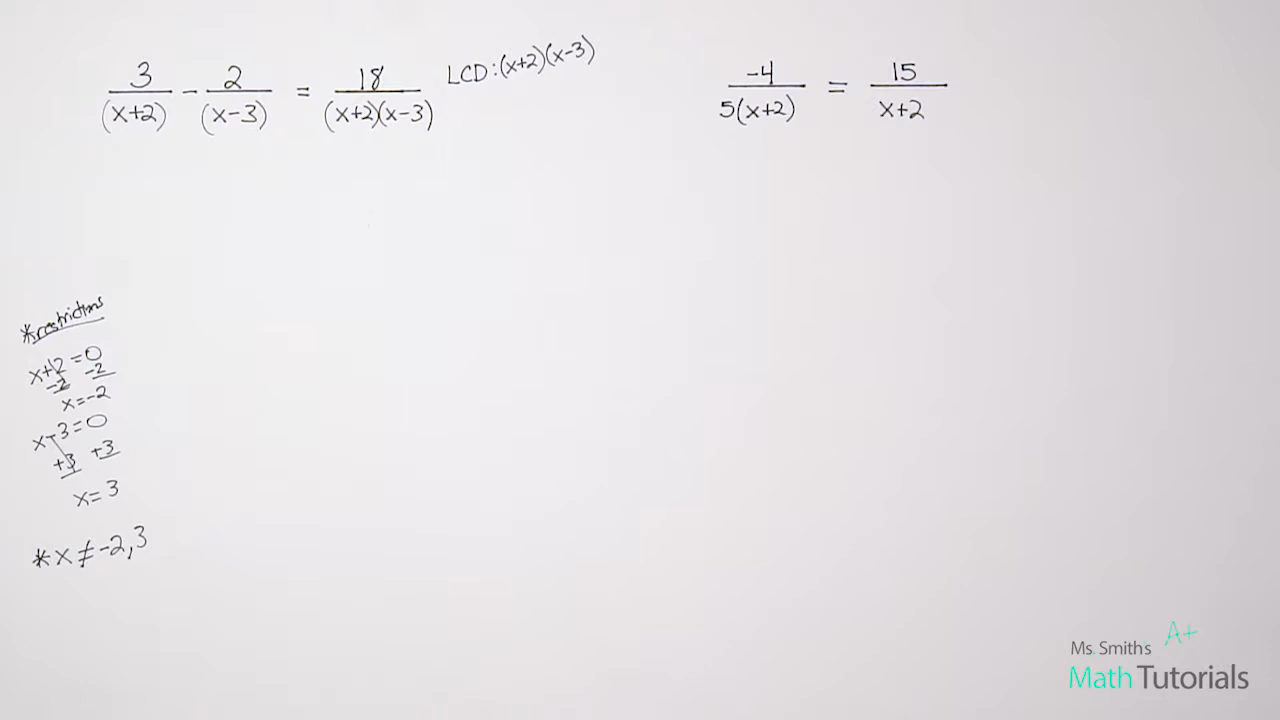 3/(x+2) - 2/(x-3) = 18/((x+2)(x-3))
LCD: (x+2)(x-3)
-4/(5(x+2)) = 15/(x+2)
*restrictions
x+2=0
-2 -2
x=-2
x-3=0
+3 +3
x=3
*x≠-2,3
Ms. Smith's A+
Math Tutorials